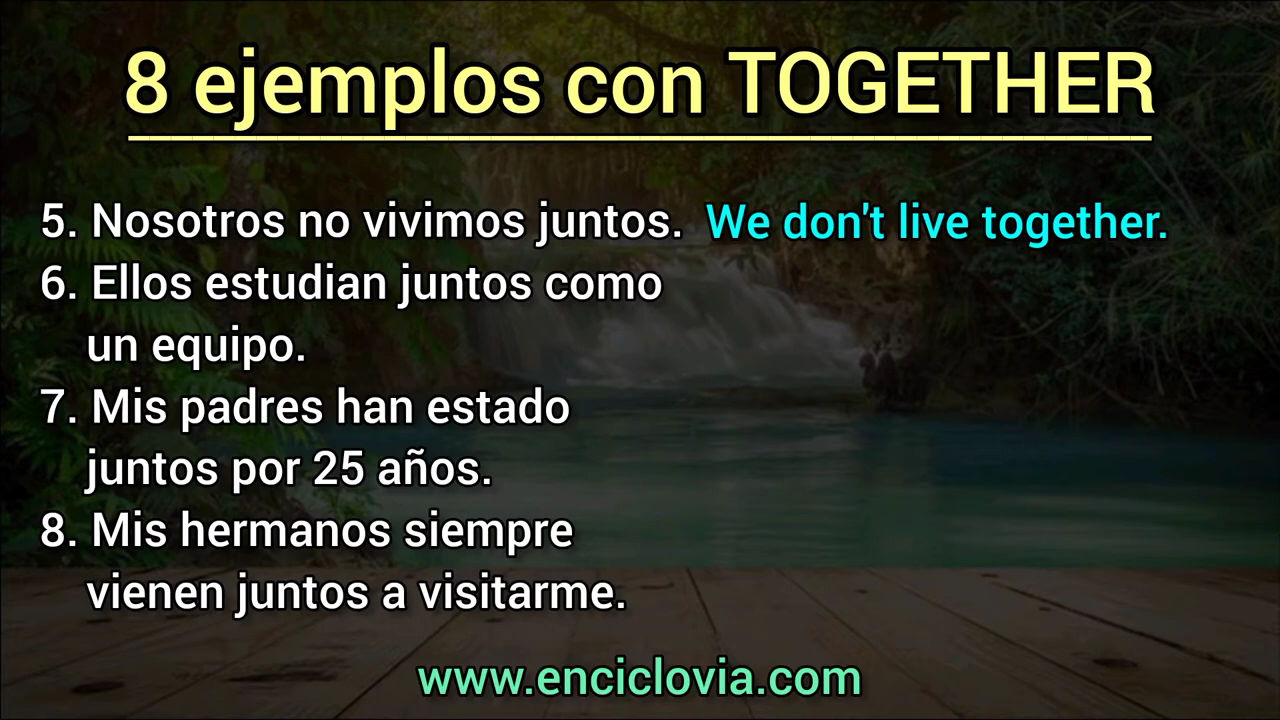 8 ejemplos con TOGETHER
5. Nosotros no vivimos juntos. We don't live together.
6. Ellos estudian juntos como
un equipo.
7. Mis padres han estado
juntos por 25 años.
8. Mis hermanos siempre
vienen juntos a visitarme.
www.enciclovia.com